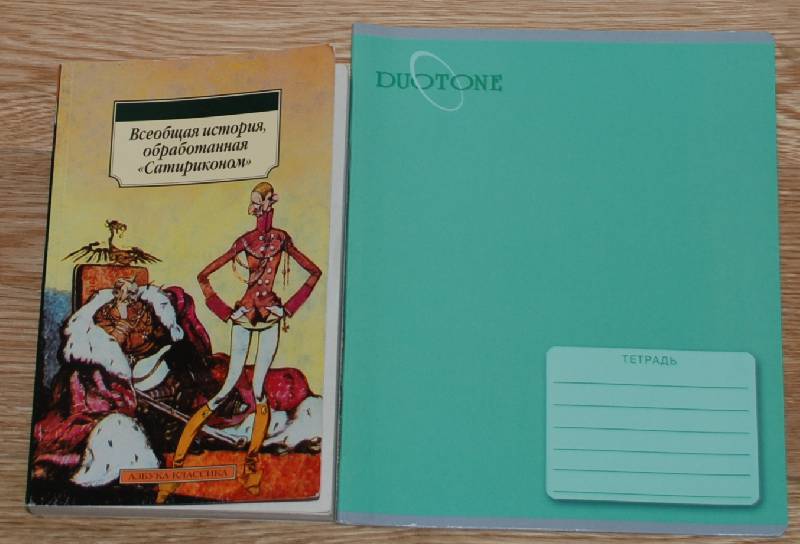 Всеобщая история,
обработанная
«Сатириконом»
АЗБУКА-КЛАССИКА
DUOTONE
ТЕТРАДЬ